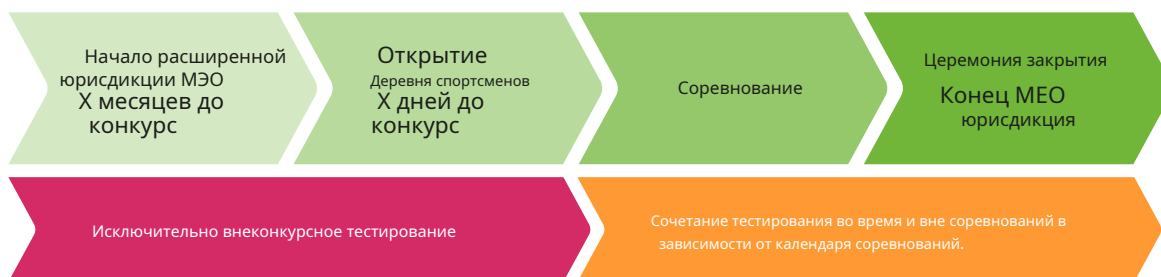 Начало расширенной
юрисдикции МЭО
X месяцев до
конкурс
Открытие
Деревня спортсменов
X дней до
конкурс
Соревнование
Церемония закрытия
Конец МЕО
юрисдикция
Исключительно внеконкурсное тестирование
Сочетание тестирования во время и вне соревнований в
зависимости от календаря соревнований.